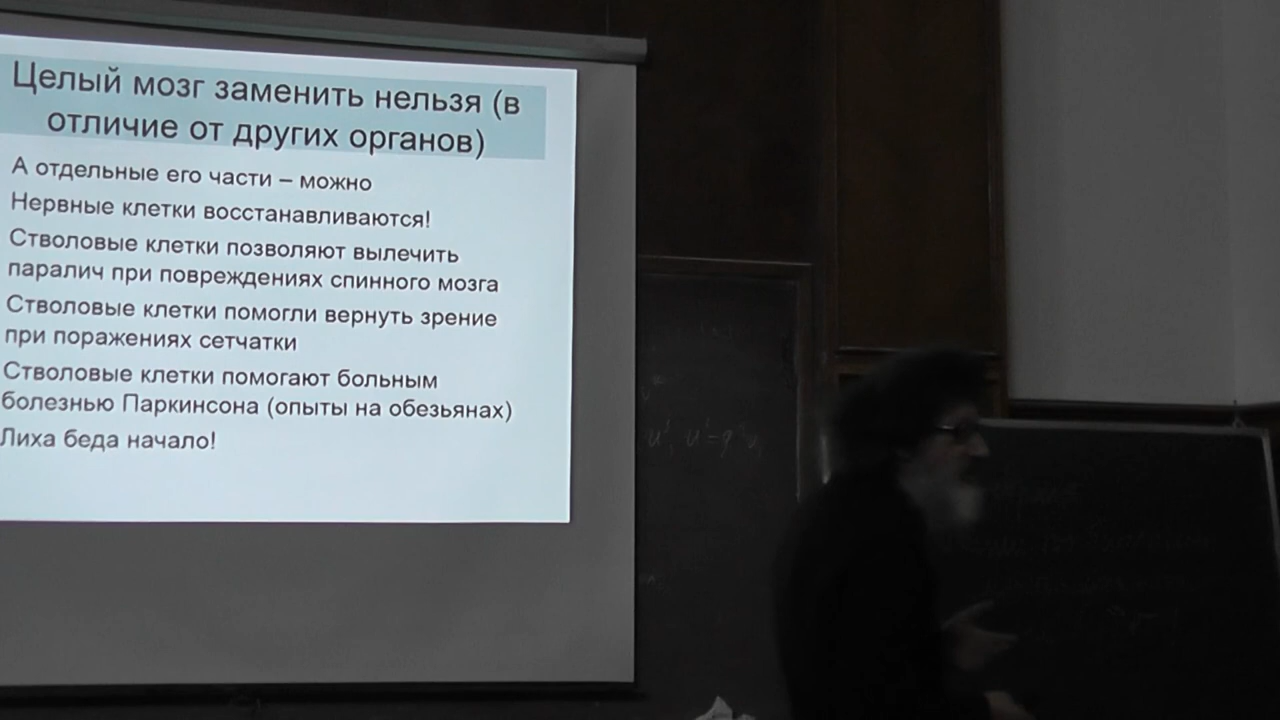 Целый мозг заменить нельзя (в
отличие от других органов)
А отдельные его части – можно
Нервные клетки восстанавливаются!
Стволовые клетки позволяют вылечить
паралич при повреждениях спинного мозга
Стволовые клетки помогли вернуть зрение
при поражениях сетчатки
Стволовые клетки помогают больным
болезнью Паркинсона (опыты на обезьянах)
Лиха беда начало!